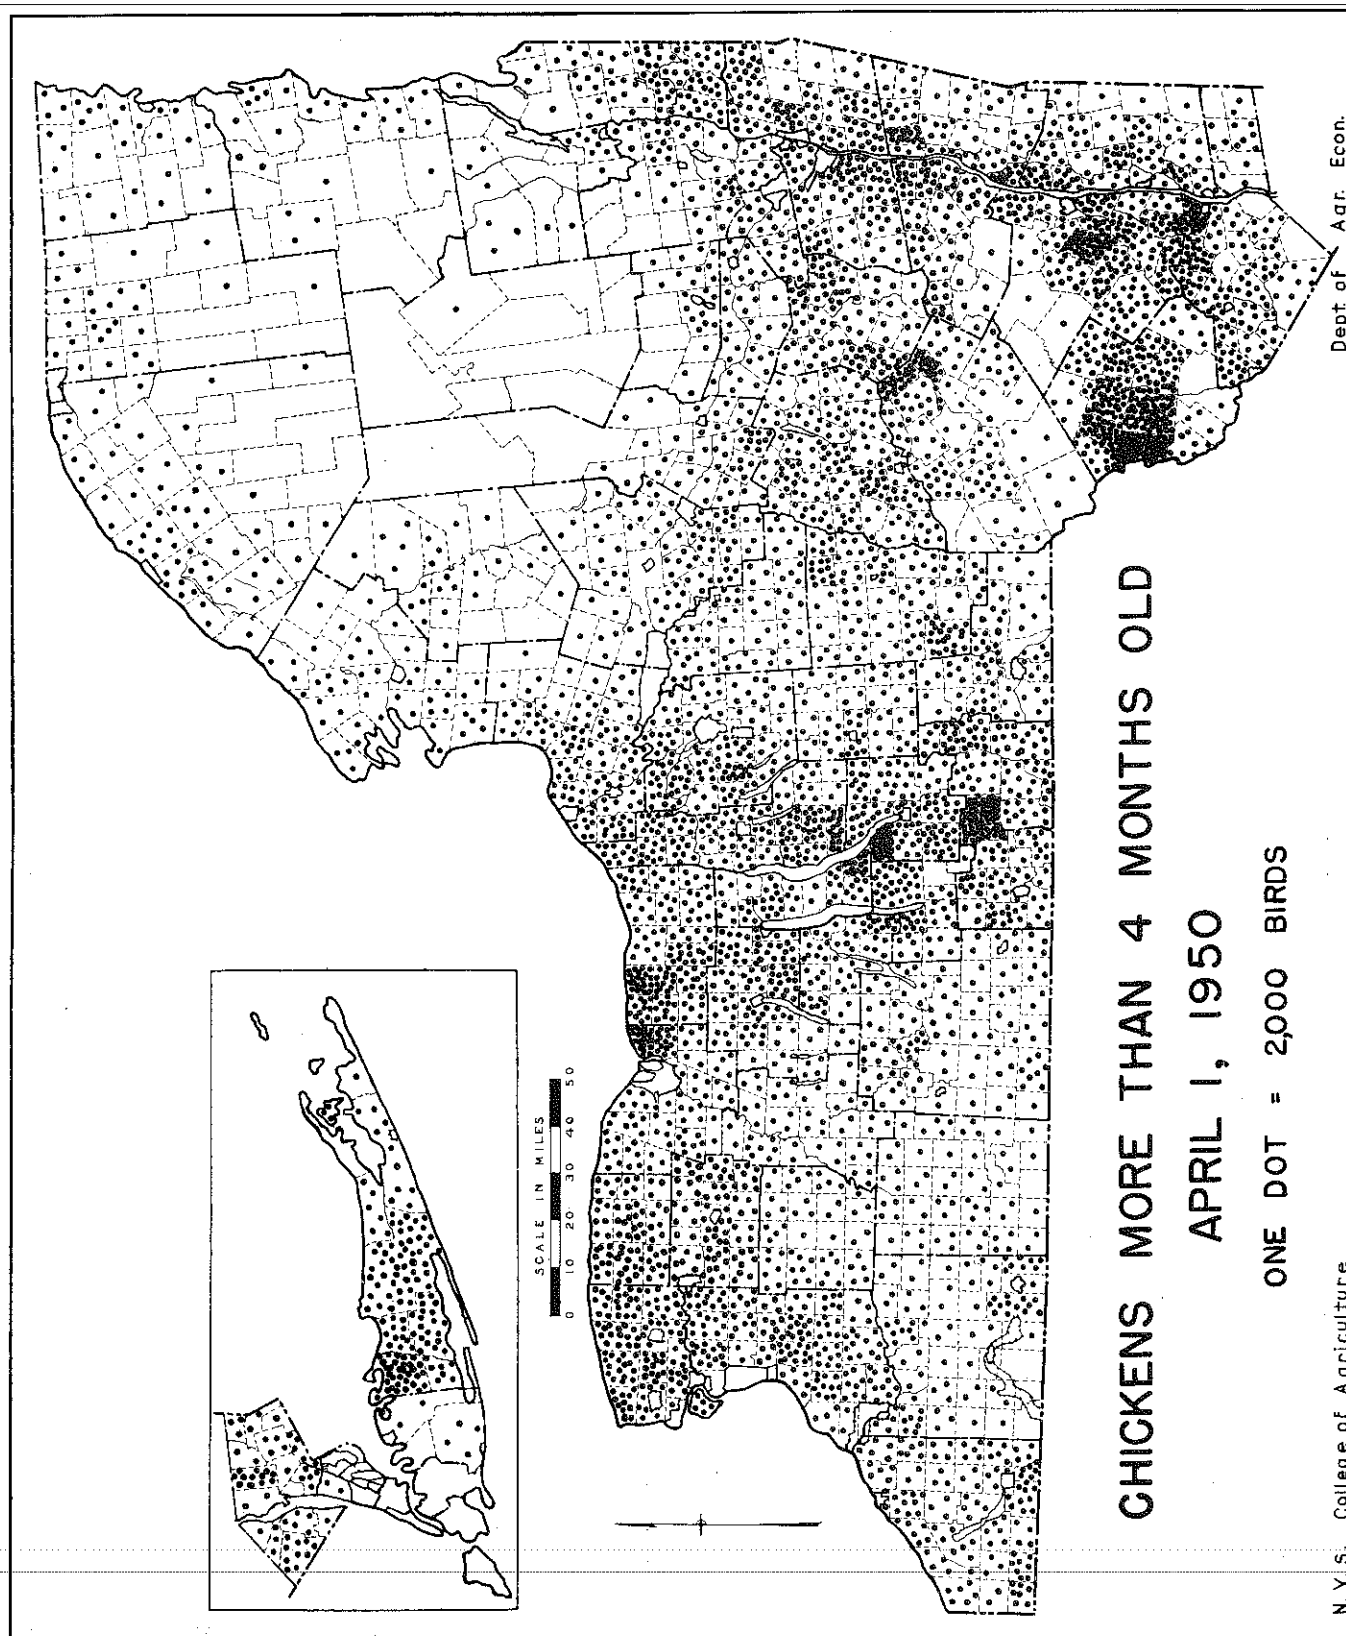 SCALE IN MILES
0 10 20 30 40 50
CHICKENS MORE THAN 4 MONTHS OLD
APRIL 1, 1950
ONE DOT = 2,000 BIRDS
N.Y.S. College of Agriculture
Dept. of Agr. Econ.